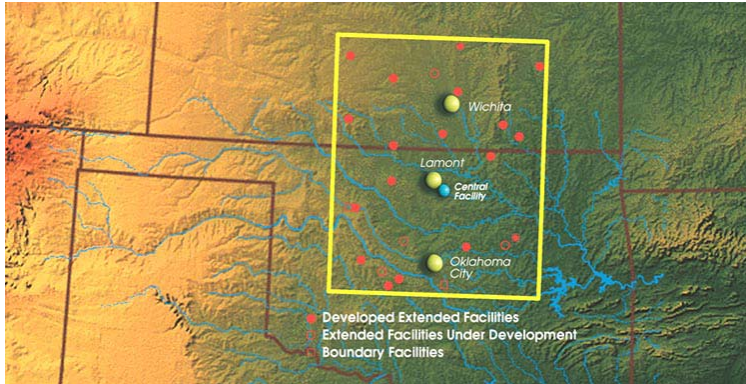 Wichita
Lamont
Central
Facility
Oklahoma
City
Developed Extended Facilities
Extended Facilities Under Development
Boundary Facilities